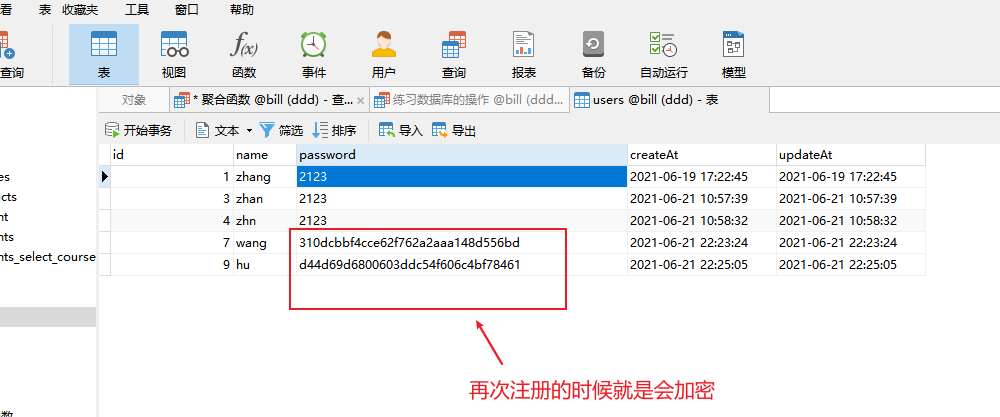 看 表 收藏夹 工具 窗口 帮助
查询 表 视图 函数 事件 用户 查询 报表 备份 自动运行 模型
f(x)
对象 * 聚合函数 @bill (ddd) - 查... × 练习数据库的操作 @bill (ddd... users @bill (ddd) - 表
开始事务 文本 筛选 排序 导入 导出
id name password createAt updateAt
1 zhang 2123 2021-06-19 17:22:45 2021-06-19 17:22:45
3 zhan 2123 2021-06-21 10:57:39 2021-06-21 10:57:39
4 zhn 2123 2021-06-21 10:58:32 2021-06-21 10:58:32
7 wang 310dcbbf4cce62f762a2aaa148d556bd 2021-06-21 22:23:24 2021-06-21 22:23:24
9 hu d44d69d6800603ddc54f606c4bf78461 2021-06-21 22:25:05 2021-06-21 22:25:05
es
cts
nt
nts
nts_select_course
数
再次注册的时候就是会加密